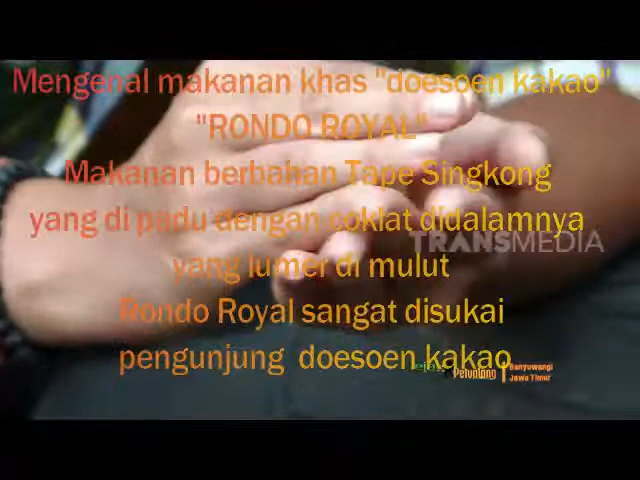 Mengenal makanan khas "doesoen kakao"
"RONDO ROYAL"
Makanan berbahan Tape Singkong
yang di padu dengan coklat didalamnya
TRANSMEDIA
yang lumer di mulut
Rondo Royal sangat disukai
pengunjung doesoen kakao
Petualang
Banyuwangi
Jawa Timur